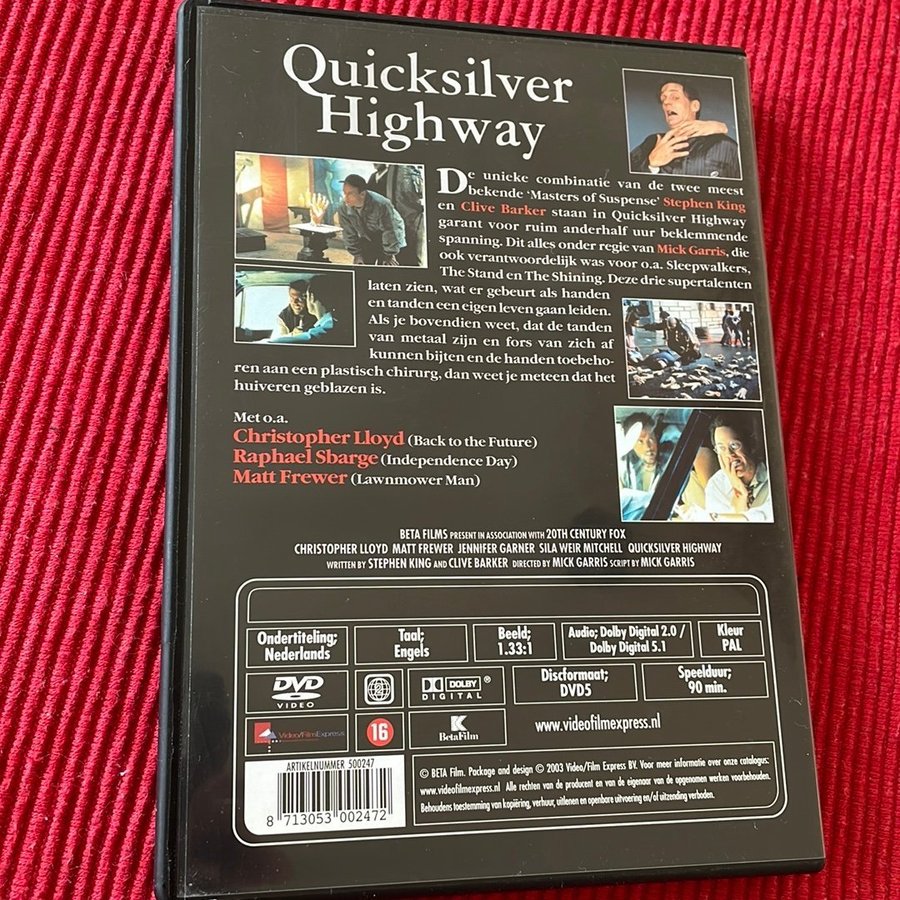 Quicksilver
Highway
De unieke combinatie van de twee meest
bekende 'Masters of Suspense' Stephen King
en Clive Barker staan in Quicksilver Highway
garant voor ruim anderhalf uur beklemmende
spanning. Dit alles onder regie van Mick Garris, die
ook verantwoordelijk was voor o.a. Sleepwalkers,
The Stand en The Shining. Deze drie supertalenten
laten zien, wat er gebeurt als handen
en tanden een eigen leven gaan leiden.
Als je bovendien weet, dat de tanden
van metaal zijn en fors van zich af
kunnen bijten en de handen toebeho-
ren aan een plastisch chirurg, dan weet je meteen dat het
huiveren geblazen is.
Met o.a.
Christopher Lloyd (Back to the Future)
Raphael Sbarge (Independence Day)
Matt Frewer (Lawnmower Man)
BETA FILMS PRESENT IN ASSOCIATION WITH 20TH CENTURY FOX
CHRISTOPHER LLOYD MATT FREWER JENNIFER GARNER SILA WEIR MITCHELL QUICKSILVER HIGHWAY
WRITTEN BY STEPHEN KING AND CLIVE BARKER DIRECTED BY MICK GARRIS SCRIPT BY MICK GARRIS
Ondertiteling; Nederlands
Taal; Engels
Beeld; 1.33:1
Audio; Dolby Digital 2.0 / Dolby Digital 5.1
Kleur PAL
DVD VIDEO
2
DOLBY DIGITAL ®
Discformaat; DVD5
Speelduur; 90 min.
Video/FilmExpress
16
K BetaFilm
www.videofilmexpress.nl
ARTIKELNUMMER 500247
8 713053 002472
© BETA Film. Package and design © 2003 Video/Film Express BV. Voor meer informatie over onze catalogus:
www.videofilmexpress.nl Alle rechten van de producent en van de eigenaar van de opgenomen werken voorbehouden.
Behoudens toestemming van kopiëring, verhuur, uitlenen en openbare uitvoering en/of uitzending verboden.